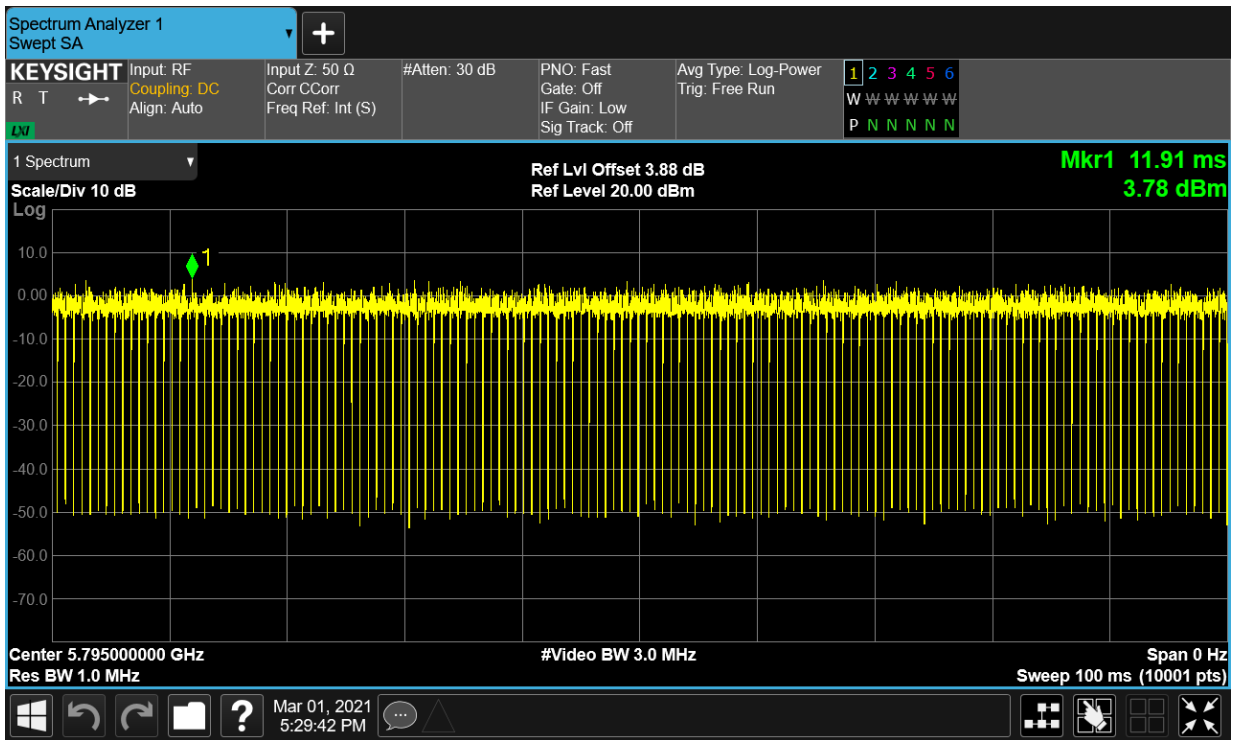 Spectrum Analyzer 1
Swept SA
+
KEYSIGHT
R T
LXI
Input: RF
Coupling: DC
Align: Auto
Input Z: 50 Ω
Corr CCorr
Freq Ref: Int (S)
#Atten: 30 dB
PNO: Fast
Gate: Off
IF Gain: Low
Sig Track: Off
Avg Type: Log-Power
Trig: Free Run
1 2 3 4 5 6
W W W W W W
P N N N N N
1 Spectrum
Scale/Div 10 dB
Log
Ref Lvl Offset 3.88 dB
Ref Level 20.00 dBm
Mkr1 11.91 ms
3.78 dBm
1
10.0
0.00
-10.0
-20.0
-30.0
-40.0
-50.0
-60.0
-70.0
Center 5.795000000 GHz
Res BW 1.0 MHz
#Video BW 3.0 MHz
Span 0 Hz
Sweep 100 ms (10001 pts)
?
Mar 01, 2021
5:29:42 PM